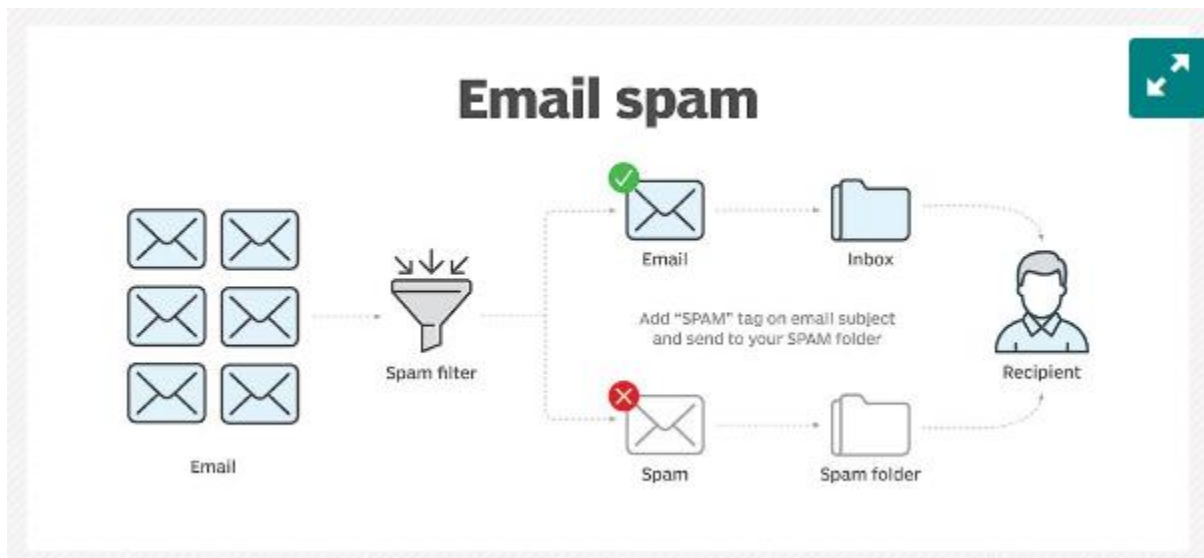 Email spam
Email
Spam filter
Email
Inbox
Add “SPAM” tag on email subject
and send to your SPAM folder
Recipient
Spam
Spam folder